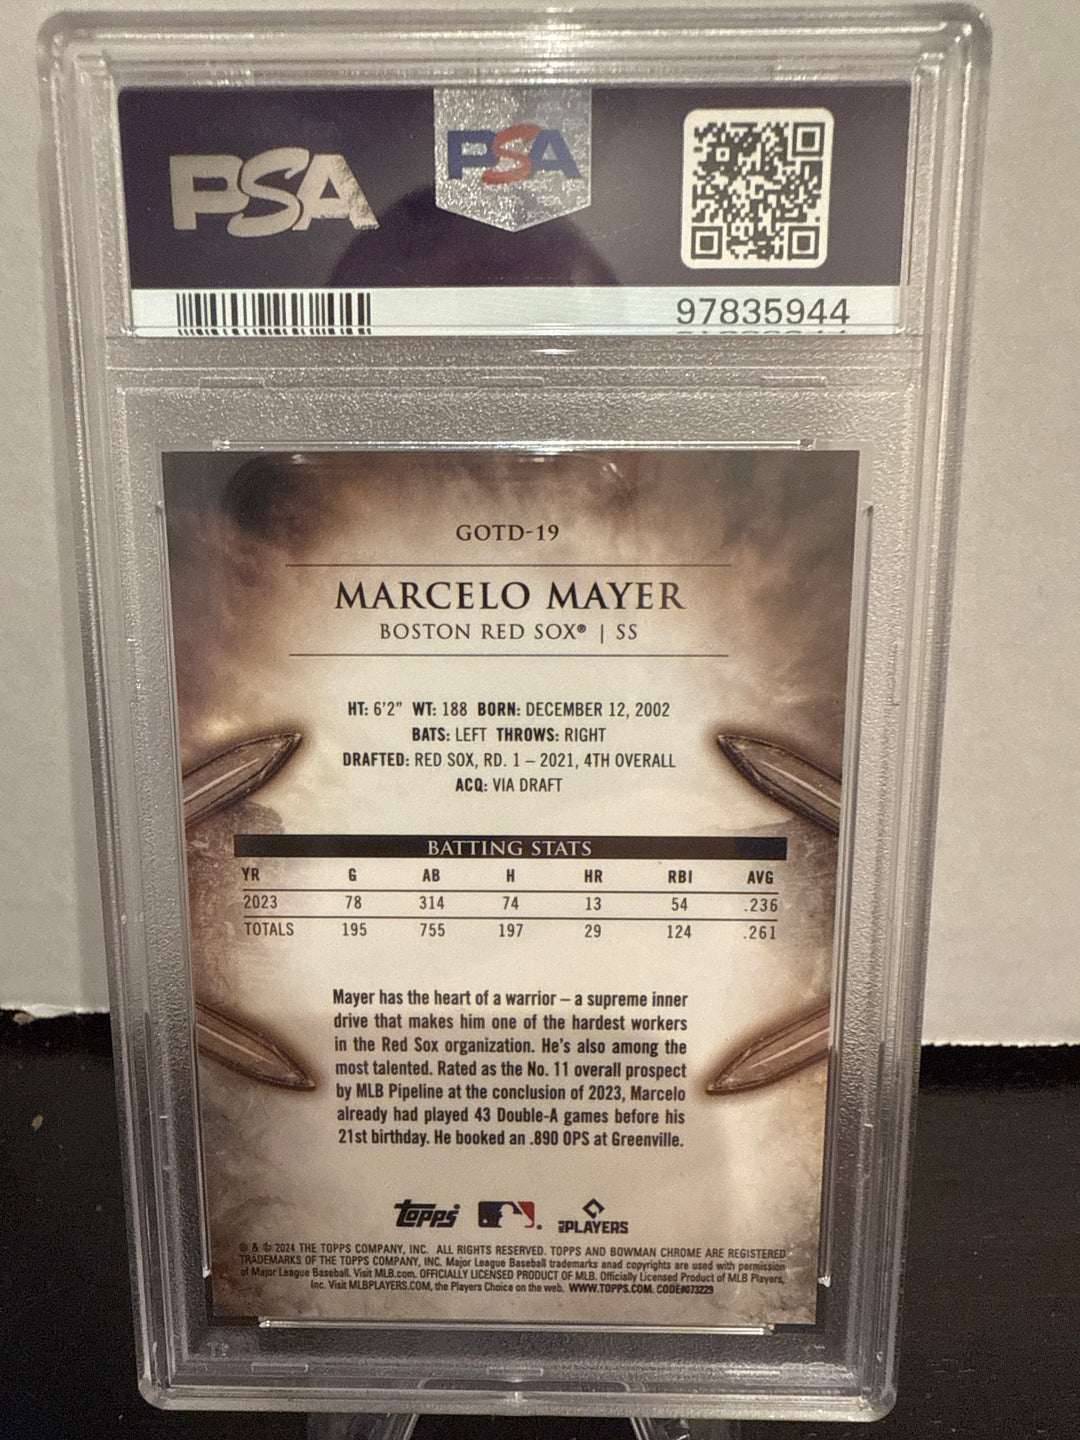 PSA
PSA
97835944
GOTD-19
MARCELO MAYER
BOSTON RED SOX® | SS
HT: 6'2" WT: 188 BORN: DECEMBER 12, 2002
BATS: LEFT THROWS: RIGHT
DRAFTED: RED SOX, RD. 1 – 2021, 4TH OVERALL
ACQ: VIA DRAFT
BATTING STATS
YR G AB H HR RBI AVG
2023 78 314 74 13 54 .236
TOTALS 195 755 197 29 124 .261
Mayer has the heart of a warrior – a supreme inner
drive that makes him one of the hardest workers
in the Red Sox organization. He's also among the
most talented. Rated as the No. 11 overall prospect
by MLB Pipeline at the conclusion of 2023, Marcelo
already had played 43 Double-A games before his
21st birthday. He booked an .890 OPS at Greenville.
topps
PLAYERS
® & © 2024 THE TOPPS COMPANY, INC. ALL RIGHTS RESERVED. TOPPS AND BOWMAN CHROME ARE REGISTERED
TRADEMARKS OF THE TOPPS COMPANY, INC. Major League Baseball trademarks anad copyrights are used with permission
of Major League Baseball. Visit MLB.com. OFFICIALLY LICENSED PRODUCT OF MLB. Officially Licensed Product of MLB Players,
Inc. Visit MLBPLAYERS.COM, the Players Choice on the web. WWW.TOPPS.COM. CODE#073229